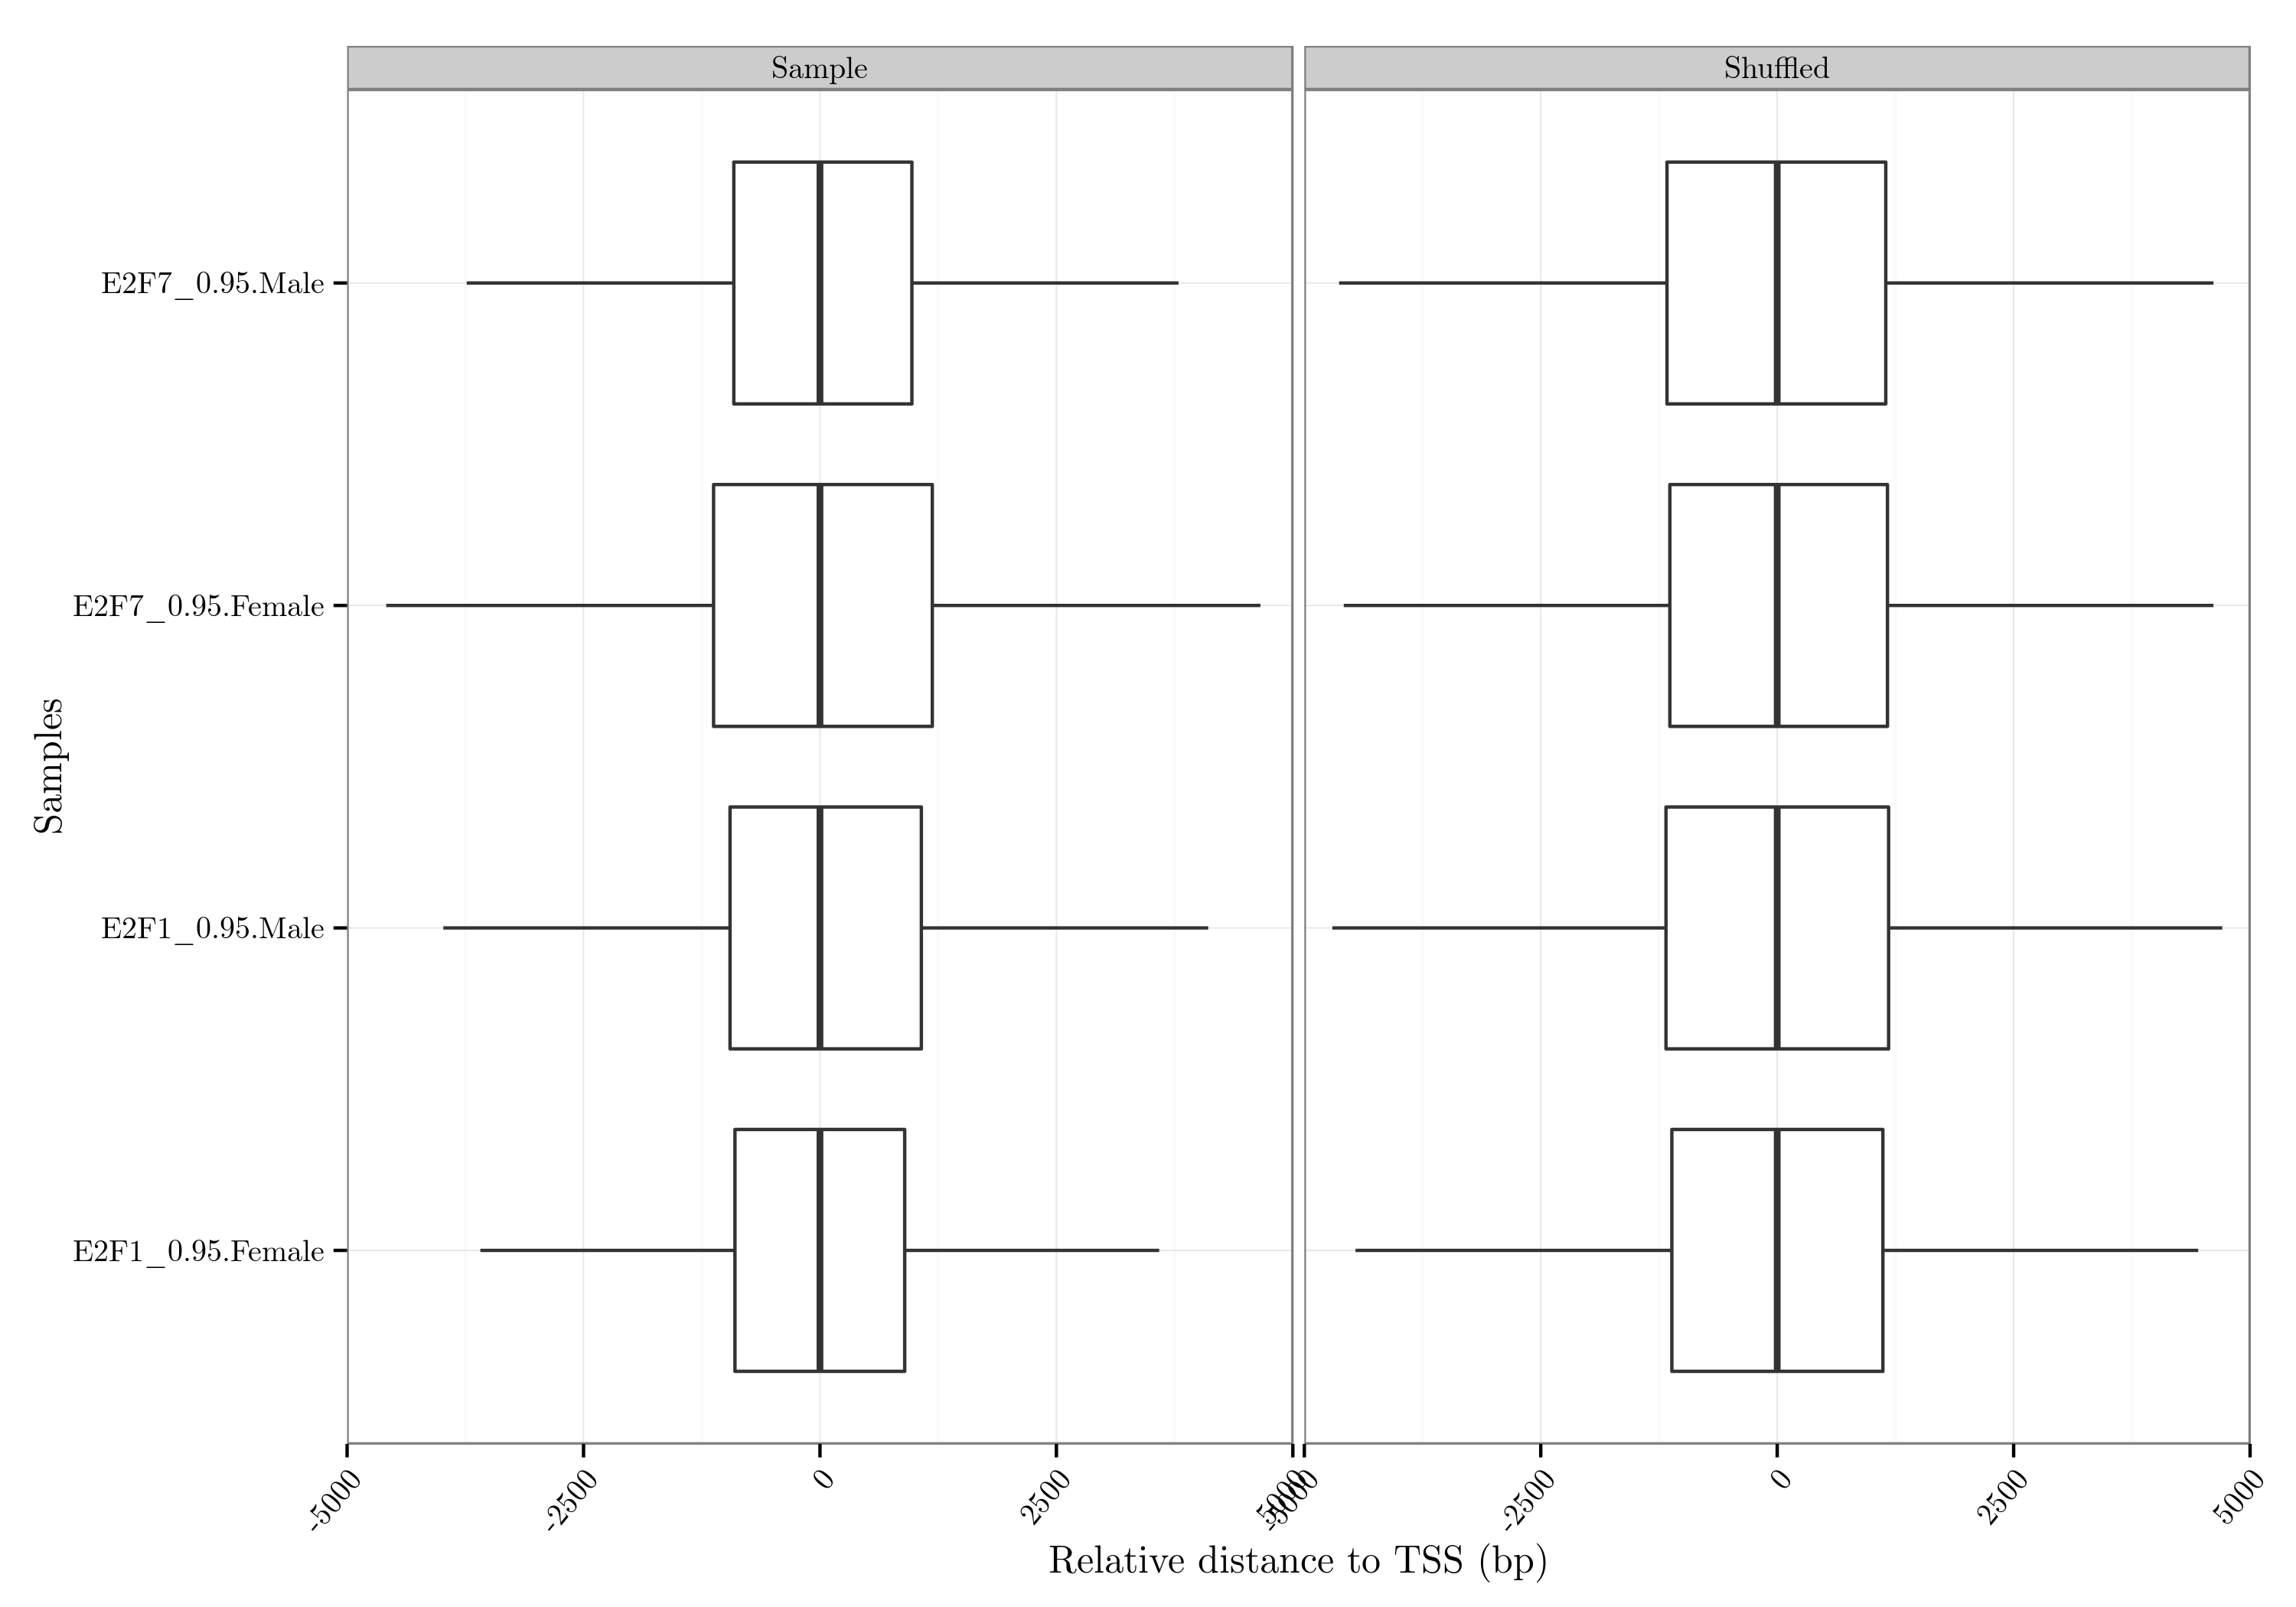 Sample
Shuffled
E2F7_0.95.Male
E2F7_0.95.Female
E2F1_0.95.Male
E2F1_0.95.Female
Samples
-5000
-2500
0
2500
5000
-5000
-2500
0
2500
5000
Relative distance to TSS (bp)